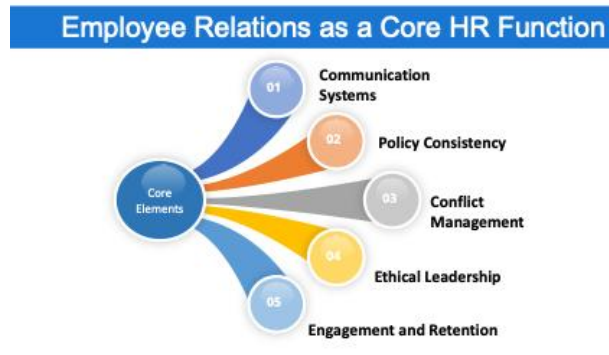 Employee Relations as a Core HR Function
01
Communication
Systems
02
Policy Consistency
Core
Elements
03
Conflict
Management
04
Ethical Leadership
05
Engagement and Retention